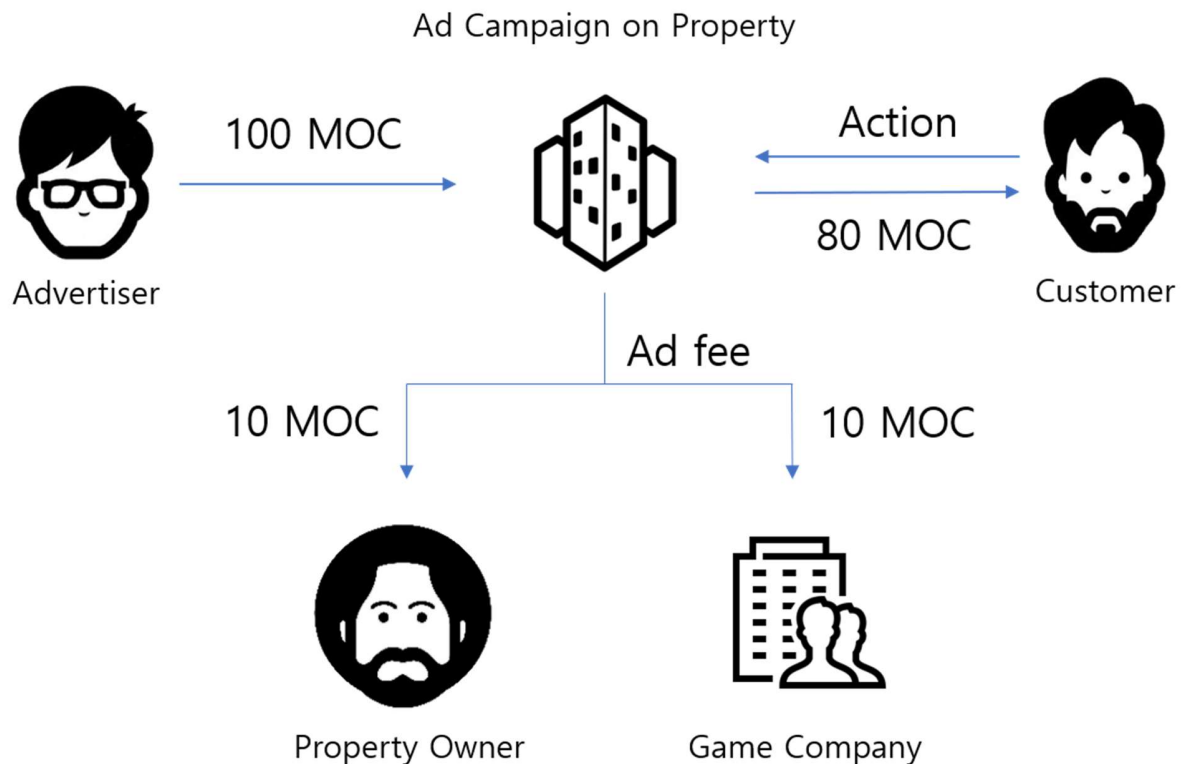 Ad Campaign on Property
100 MOC
Action
80 MOC
Advertiser
Customer
Ad fee
10 MOC
10 MOC
Property Owner
Game Company